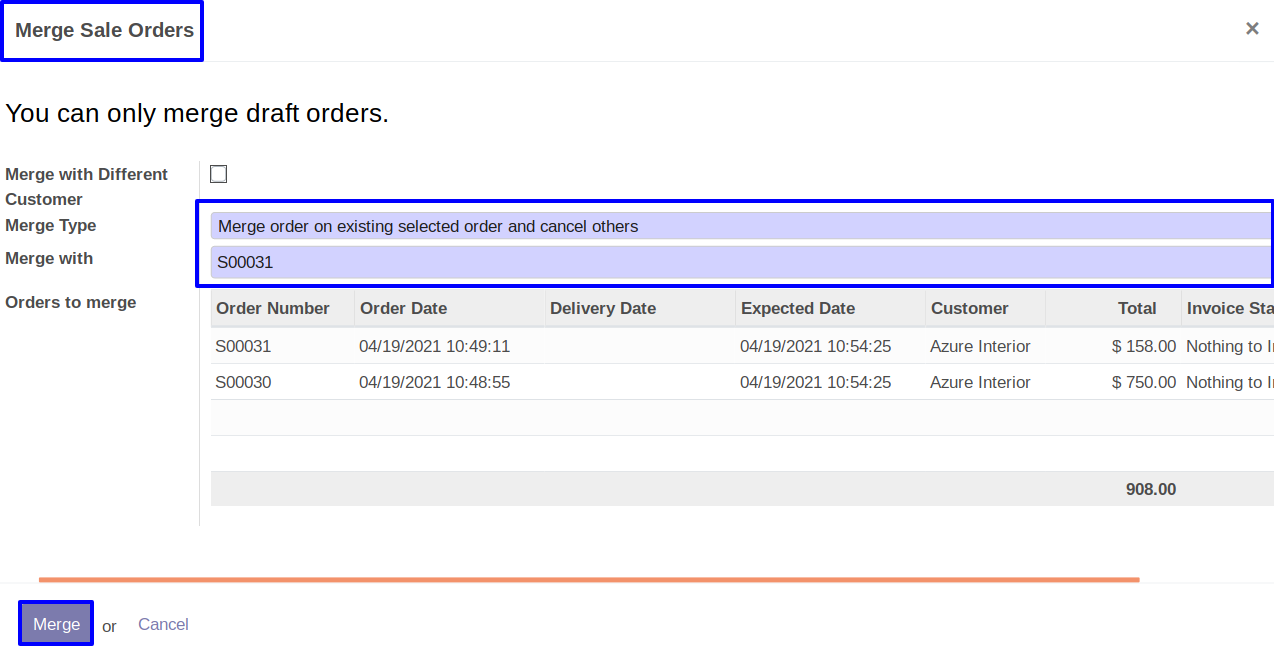 Merge Sale Orders ×
You can only merge draft orders.
Merge with Different
Customer
Merge Type Merge order on existing selected order and cancel others
Merge with S00031
Orders to merge
Order Number Order Date Delivery Date Expected Date Customer Total Invoice Sta
S00031 04/19/2021 10:49:11 04/19/2021 10:54:25 Azure Interior $ 158.00 Nothing to I
S00030 04/19/2021 10:48:55 04/19/2021 10:54:25 Azure Interior $ 750.00 Nothing to I
908.00
Merge or Cancel